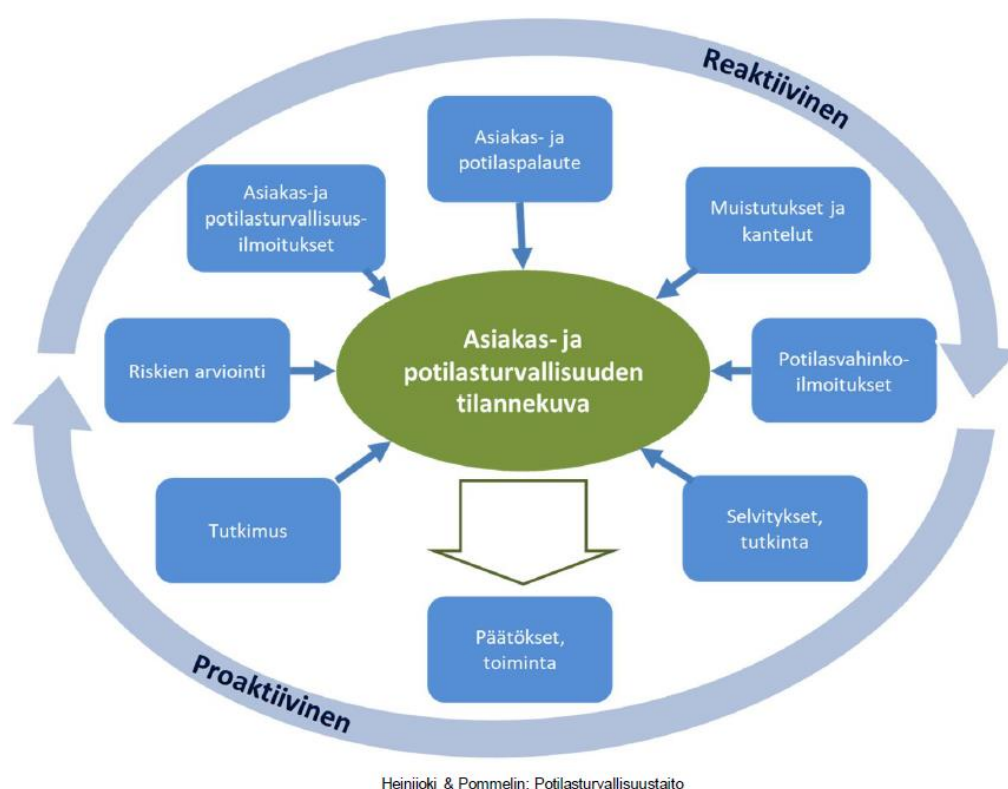 Reaktiivinen
Asiakas- ja
potilaspalaute
Asiakas-ja
potilasturvallisuus-
ilmoitukset
Muistutukset ja
kantelut
Asiakas- ja
potilasturvallisuuden
tilannekuva
Riskien arviointi
Potilasvahinko-
ilmoitukset
Tutkimus
Selvitykset,
tutkinta
Päätökset,
toiminta
Proaktiivinen
Heinijoki & Pommelin: Potilasturvallisuustaito